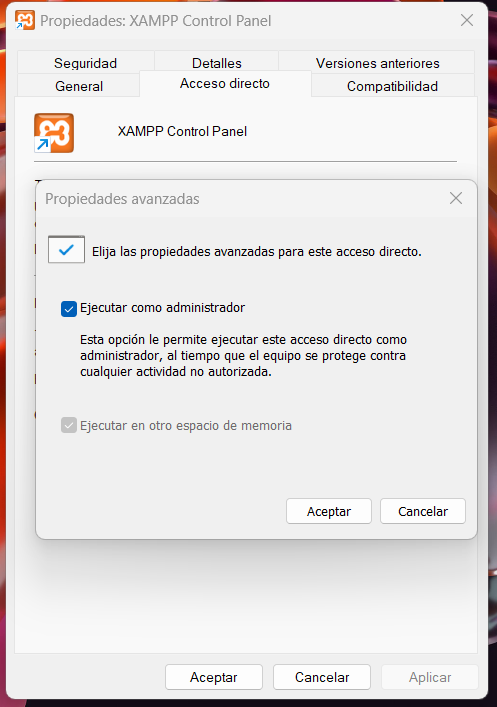 Propiedades: XAMPP Control Panel
Seguridad
Detalles
Versiones anteriores
General
Acceso directo
Compatibilidad
XAMPP Control Panel
Propiedades avanzadas
Elija las propiedades avanzadas para este acceso directo.
Ejecutar como administrador
Esta opción le permite ejecutar este acceso directo como
administrador, al tiempo que el equipo se protege contra
cualquier actividad no autorizada.
Ejecutar en otro espacio de memoria
Aceptar
Cancelar
Aceptar
Cancelar
Aplicar